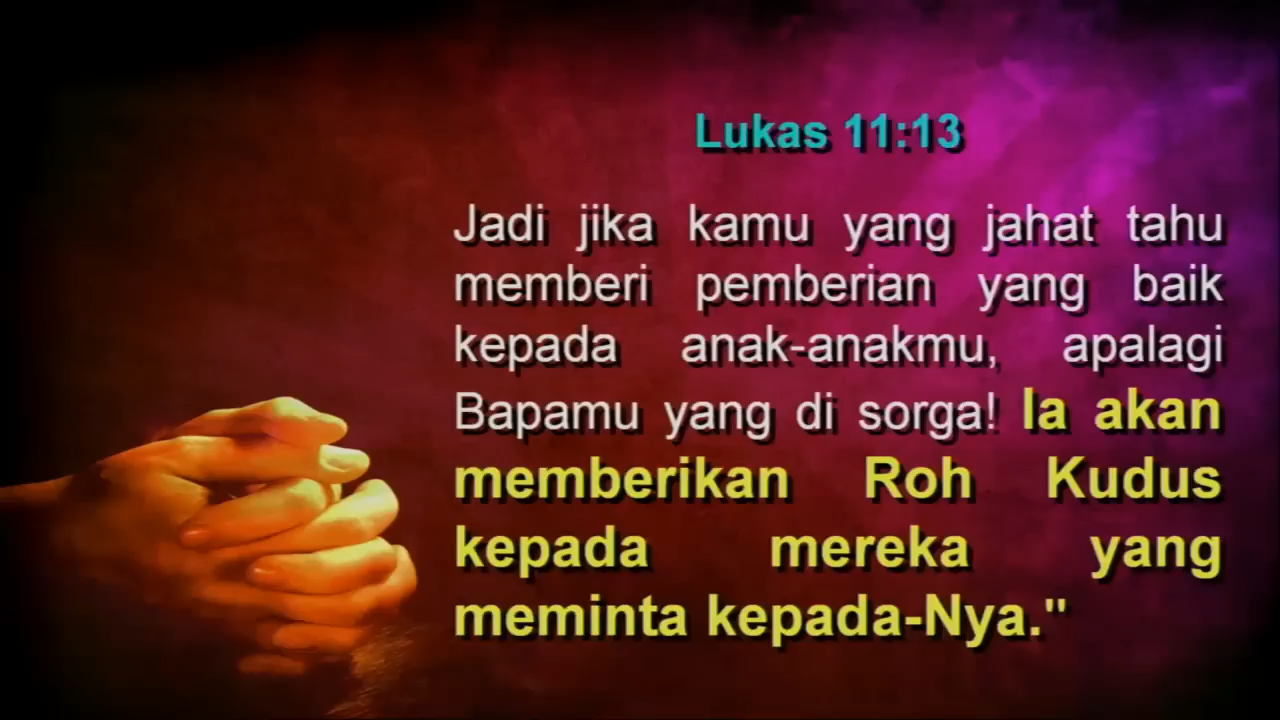 Lukas 11:13
Jadi jika kamu yang jahat tahu
memberi pemberian yang baik
kepada anak-anakmu, apalagi
Bapamu yang di sorga! Ia akan
memberikan Roh Kudus
kepada mereka yang
meminta kepada-Nya."